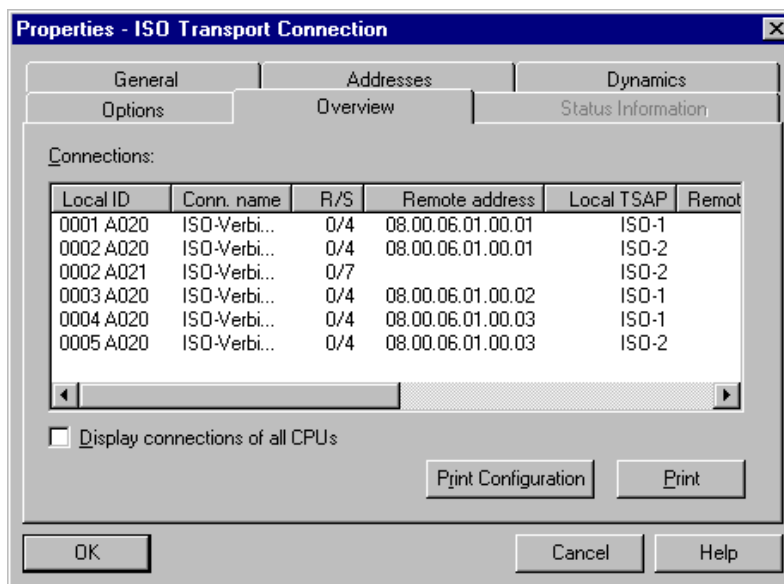 Properties - ISO Transport Connection
General Addresses Dynamics
Options Overview Status Information
Connections:
Local ID Conn. name R/S Remote address Local TSAP Remot
0001 A020 ISO-Verbi... 0/4 08.00.06.01.00.01 ISO-1
0002 A020 ISO-Verbi... 0/4 08.00.06.01.00.01 ISO-2
0002 A021 ISO-Verbi... 0/7 ISO-2
0003 A020 ISO-Verbi... 0/4 08.00.06.01.00.02 ISO-1
0004 A020 ISO-Verbi... 0/4 08.00.06.01.00.03 ISO-1
0005 A020 ISO-Verbi... 0/4 08.00.06.01.00.03 ISO-2
Display connections of all CPUs
Print Configuration Print
OK Cancel Help